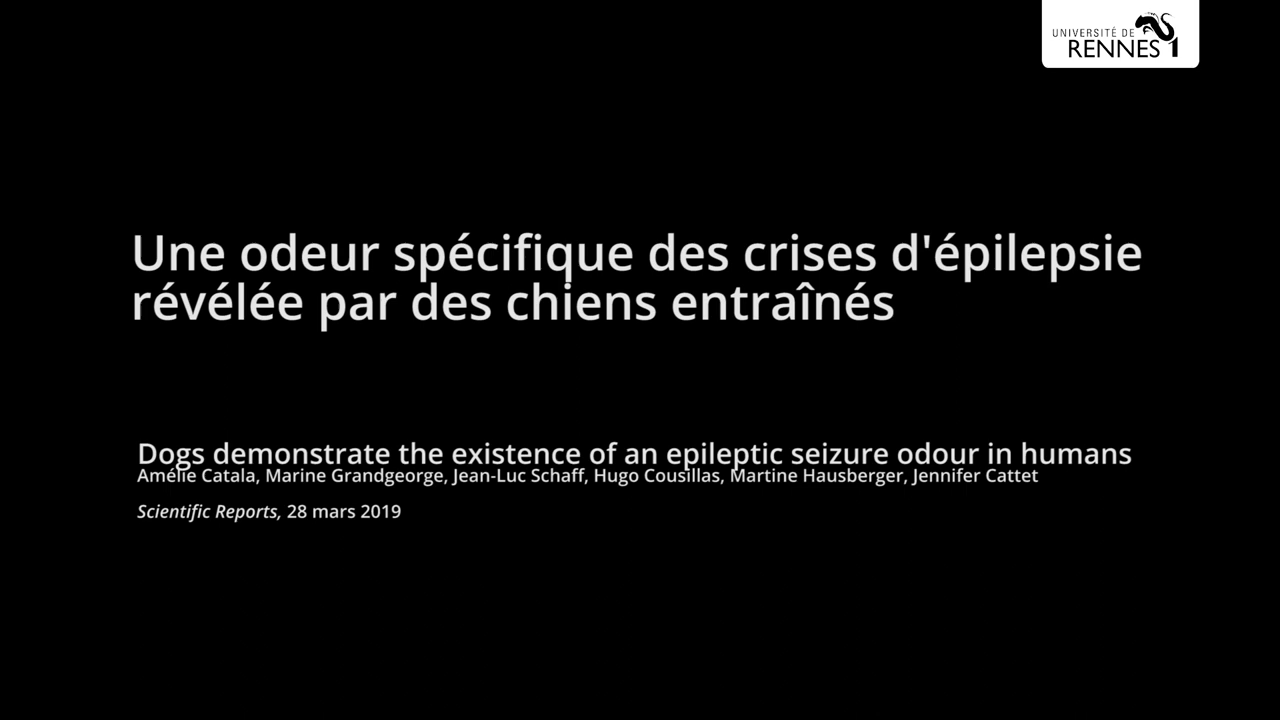 UNIVERSITÉ DE
RENNES 1
Une odeur spécifique des crises d'épilepsie
révélée par des chiens entraînés
Dogs demonstrate the existence of an epileptic seizure odour in humans
Amélie Catala, Marine Grandgeorge, Jean-Luc Schaff, Hugo Cousillas, Martine Hausberger, Jennifer Cattet
Scientific Reports, 28 mars 2019